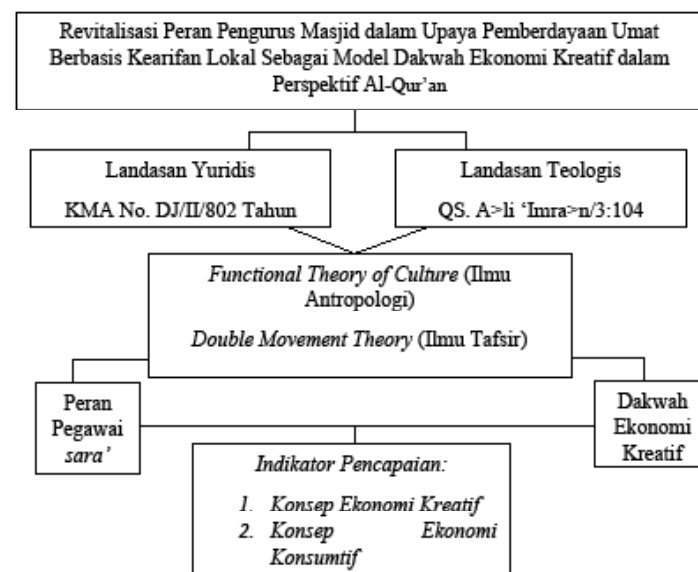 Revitalisasi Peran Pengurus Masjid dalam Upaya Pemberdayaan Umat
Berbasis Kearifan Lokal Sebagai Model Dakwah Ekonomi Kreatif dalam
Perspektif Al-Qur'an
Landasan Yuridis
KMA No. DJ/II/802 Tahun
Landasan Teologis
QS. A>li ‘Imra>n/3:104
Functional Theory of Culture (Ilmu
Antropologi)
Double Movement Theory (Ilmu Tafsir)
Peran
Pegawai
sara’
Dakwah
Ekonomi
Kreatif
Indikator Pencapaian:
1. Konsep Ekonomi Kreatif
2. Konsep Ekonomi
Konsumtif